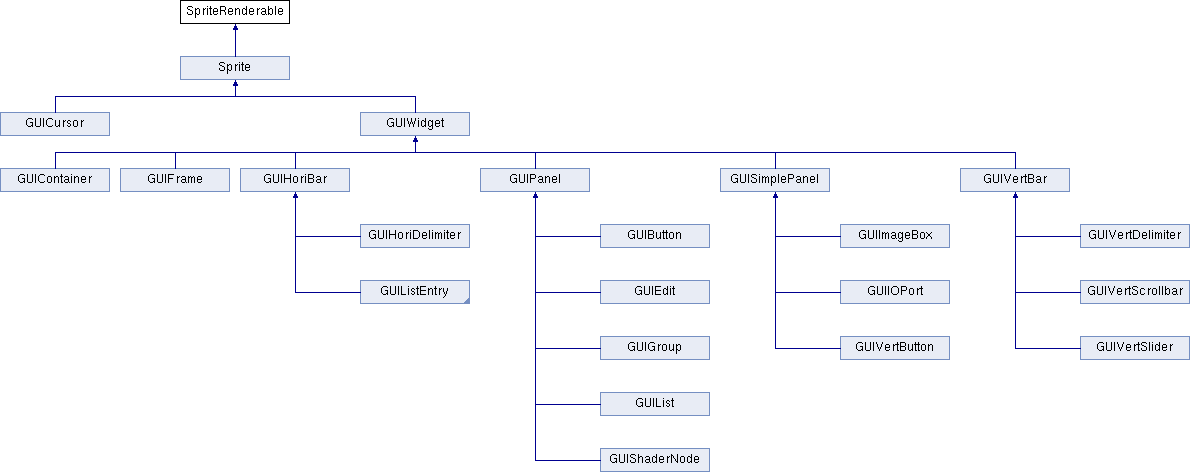 SpriteRenderable
Sprite
GUICursor
GUIWidget
GUIContainer
GUIFrame
GUIHoriBar
GUIPanel
GUISimplePanel
GUIVertBar
GUIHoriDelimiter
GUIButton
GUIImageBox
GUIVertDelimiter
GUIListEntry
GUIEdit
GUIIOPort
GUIVertScrollbar
GUIGroup
GUIVertButton
GUIVertSlider
GUIList
GUIShaderNode